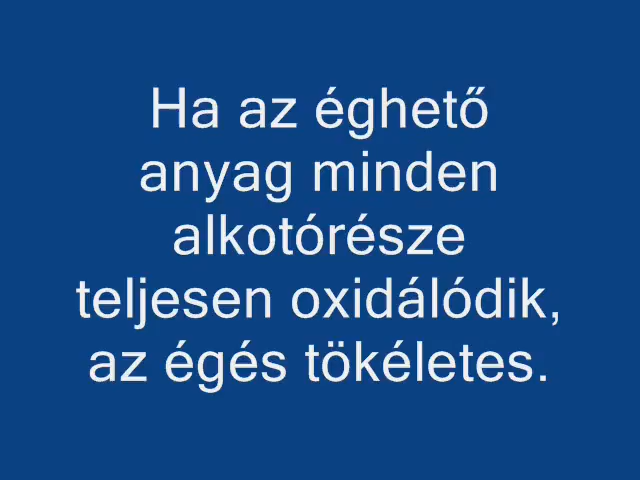 Ha az éghető
anyag minden
alkotórésze
teljesen oxidálódik,
az égés tökéletes.